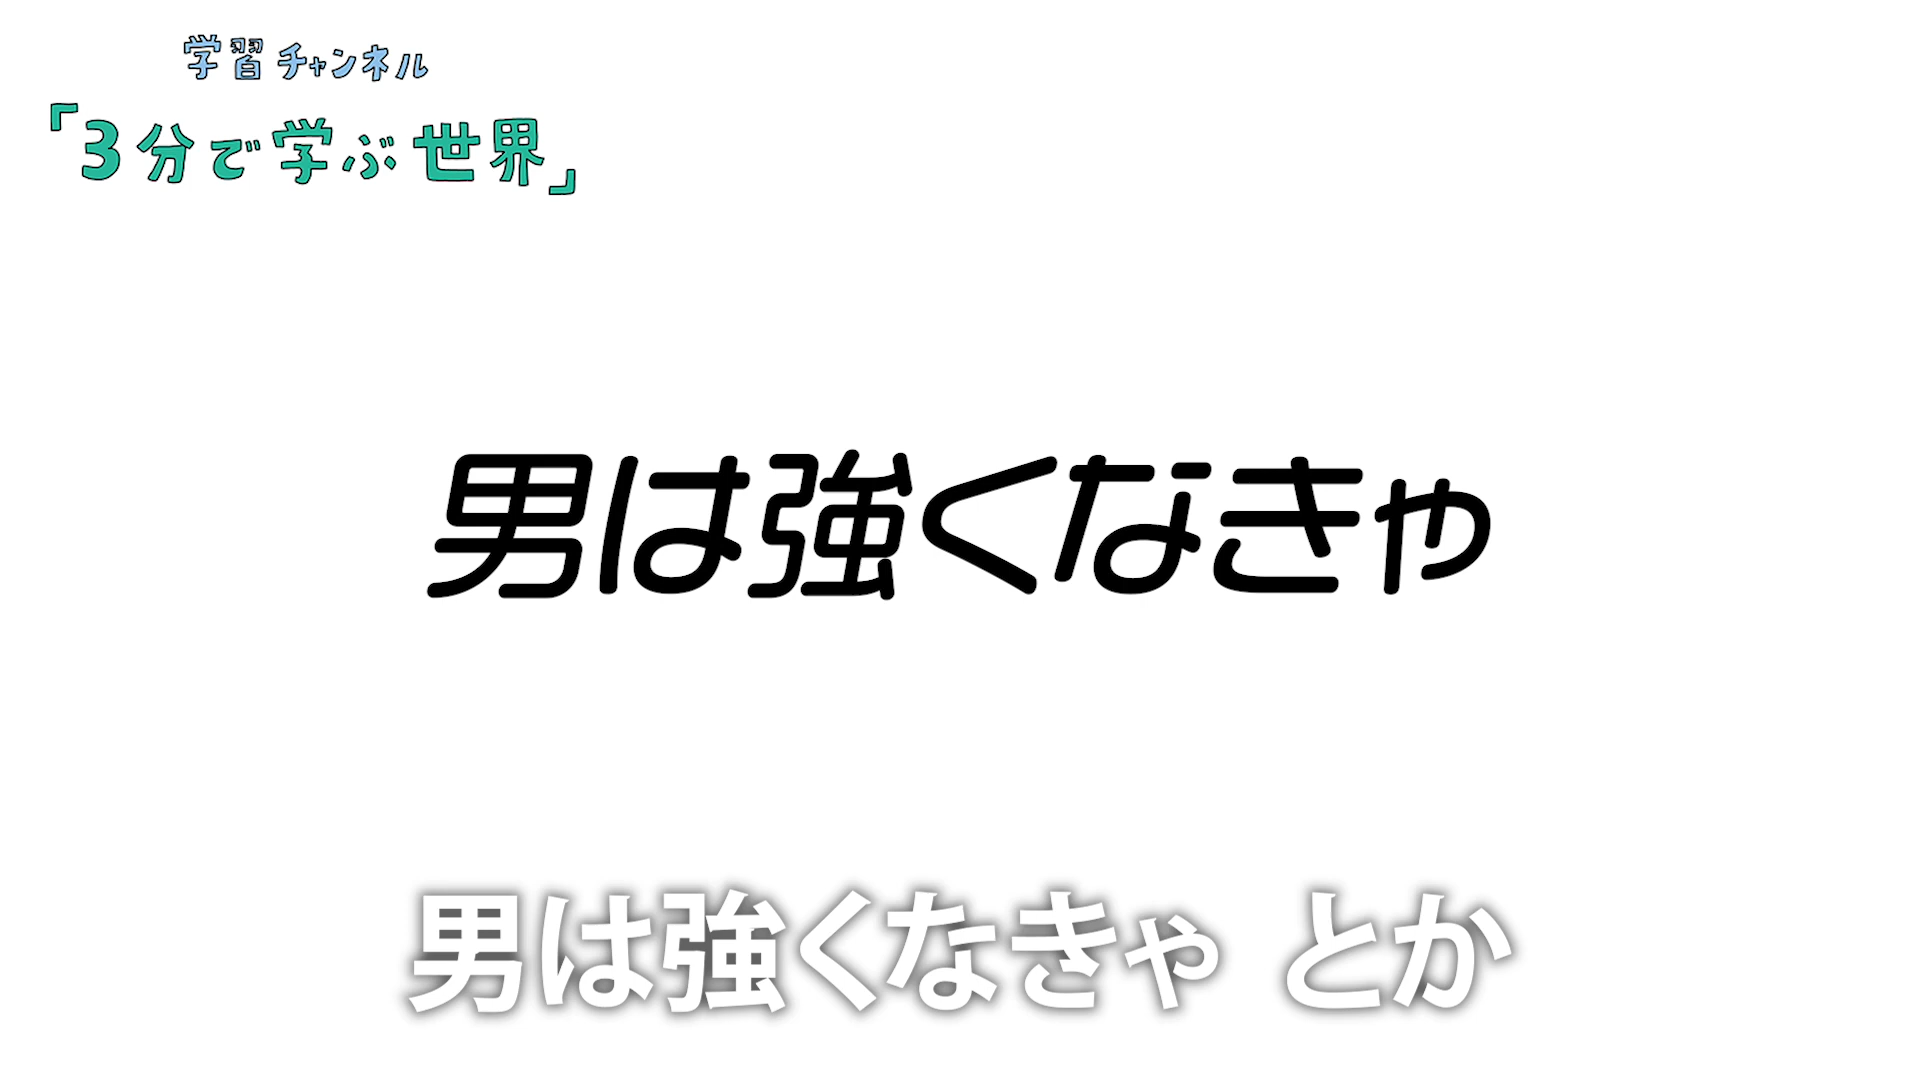 学習チャンネル
「3分で学ぶ世界」
男は強くなきゃ
男は強くなきゃ とか